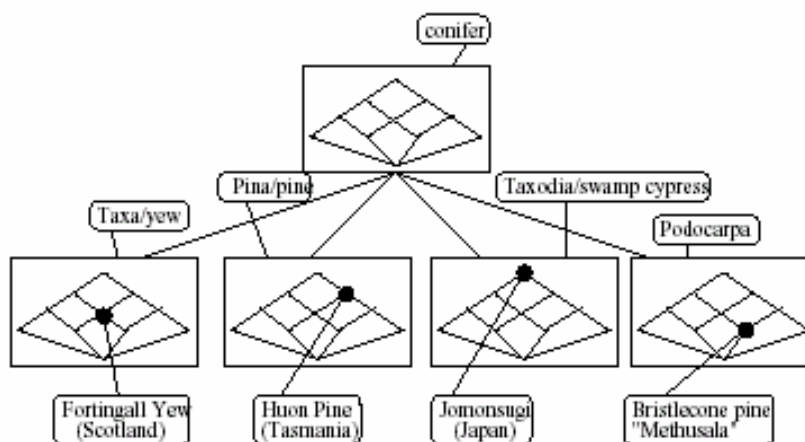 conifer
Pina/pine
Taxodia/swamp cypress
Taxa/yew
Podocarpa
Fortingall Yew
(Scotland)
Huon Pine
(Tasmania)
Jomonsugi
(Japan)
Bristlecone pine
"Methusala"